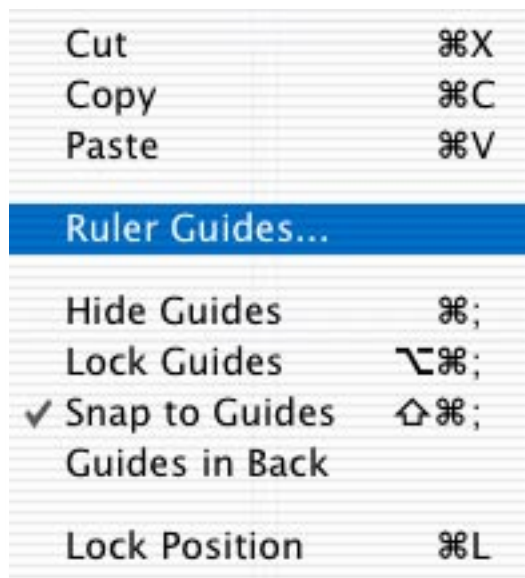 Cut ⌘X
Copy ⌘C
Paste ⌘V
Ruler Guides...
Hide Guides ⌘;
Lock Guides ⌥⌘;
✓ Snap to Guides ⇧⌘;
Guides in Back
Lock Position ⌘L